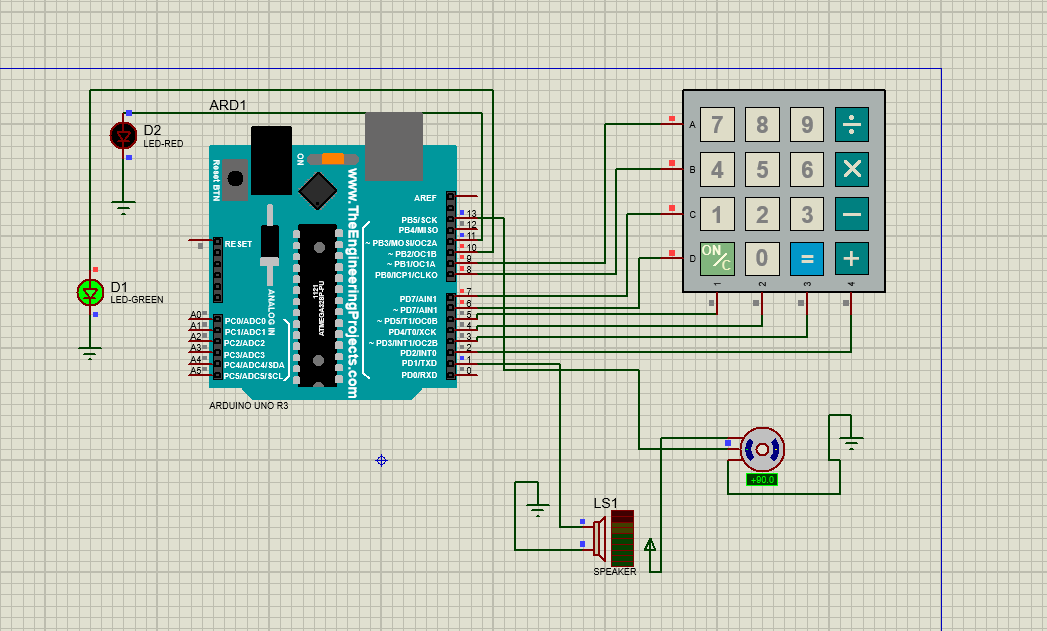 ARD1
D2
LED-RED
D1
LED-GREEN
Reset BTN
ON
www.TheEngineeringProjects.com
1121
ATMEGA328P-PU
RESET
ANALOG IN
AREF
PB5/SCK
PB4/MISO
~ PB3/MOSI/OC2A
~ PB2/OC1B
~ PB1/OC1A
PB0/ICP1/CLKO
PD7/AIN1
~ PD7/AIN1
~ PD5/T1/OC0B
PD4/T0/XCK
~ PD3/INT1/OC2B
PD2/INT0
PD1/TXD
PD0/RXD
13
12
11
10
9
8
7
6
5
4
3
2
1
0
A0
A1
A2
A3
A4
A5
PC0/ADC0
PC1/ADC1
PC2/ADC2
PC3/ADC3
PC4/ADC4/SDA
PC5/ADC5/SCL
ARDUINO UNO R3
A 7 8 9 ÷
B 4 5 6 ×
C 1 2 3 −
D ON/C 0 = +
1 2 3 4
+90.0
LS1
SPEAKER